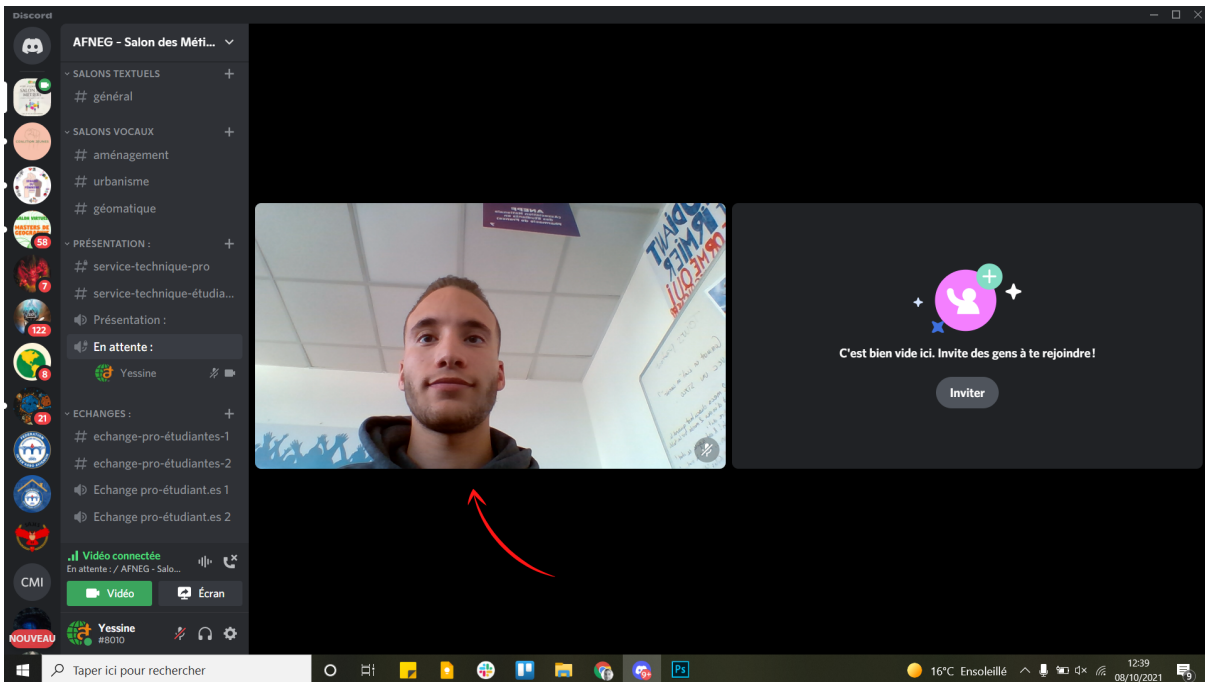 Discord
AFNEG - Salon des Méti...
SALONS TEXTUELS
général
SALONS VOCAUX
aménagement
urbanisme
géomatique
PRÉSENTATION :
service-technique-pro
service-technique-étudia...
Présentation :
En attente :
Yessine
ECHANGES :
echange-pro-étudiantes-1
echange-pro-étudiantes-2
Echange pro-étudiant.es 1
Echange pro-étudiant.es 2
Vidéo connectée
En attente : / AFNEG - Salo...
Vidéo
Écran
Yessine
#8010
58
7
122
8
21
CMI
NOUVEAU
C'est bien vide ici. Invite des gens à te rejoindre !
Inviter
Taper ici pour rechercher
Ps
16°C Ensoleillé
12:39
08/10/2021
9